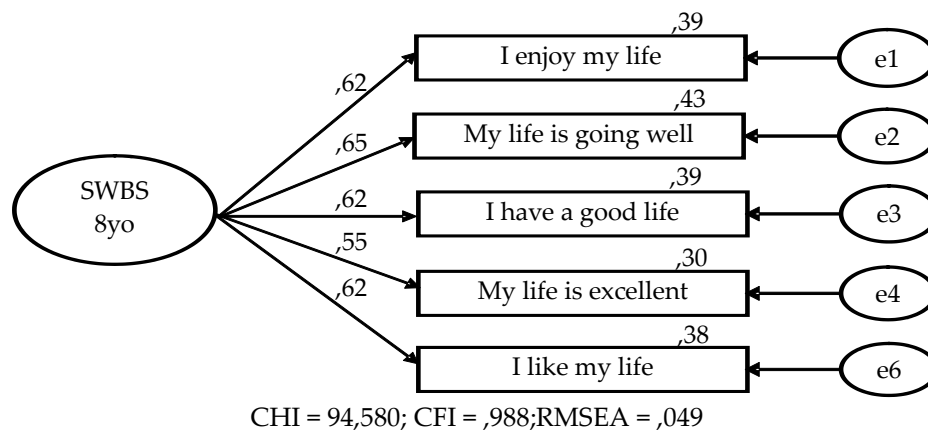 ,39
I enjoy my life
e1
,62
,43
My life is going well
e2
,65
SWBS
8yo
,39
I have a good life
e3
,62
,55
,30
My life is excellent
e4
,62
,38
I like my life
e6
CHI = 94,580; CFI = ,988;RMSEA = ,049